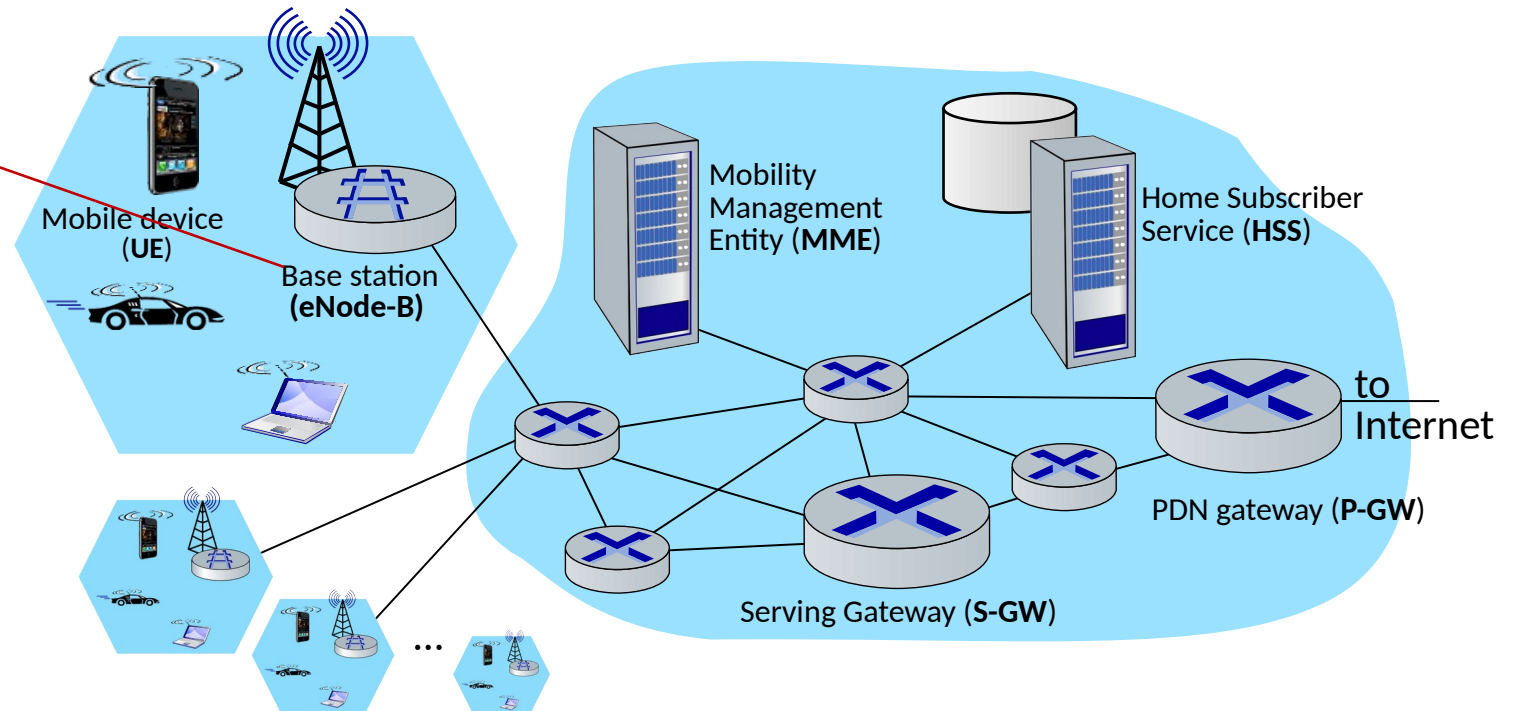 Mobile device
(UE)
Base station
(eNode-B)
Mobility
Management
Entity (MME)
Home Subscriber
Service (HSS)
to
Internet
PDN gateway (P-GW)
Serving Gateway (S-GW)
...